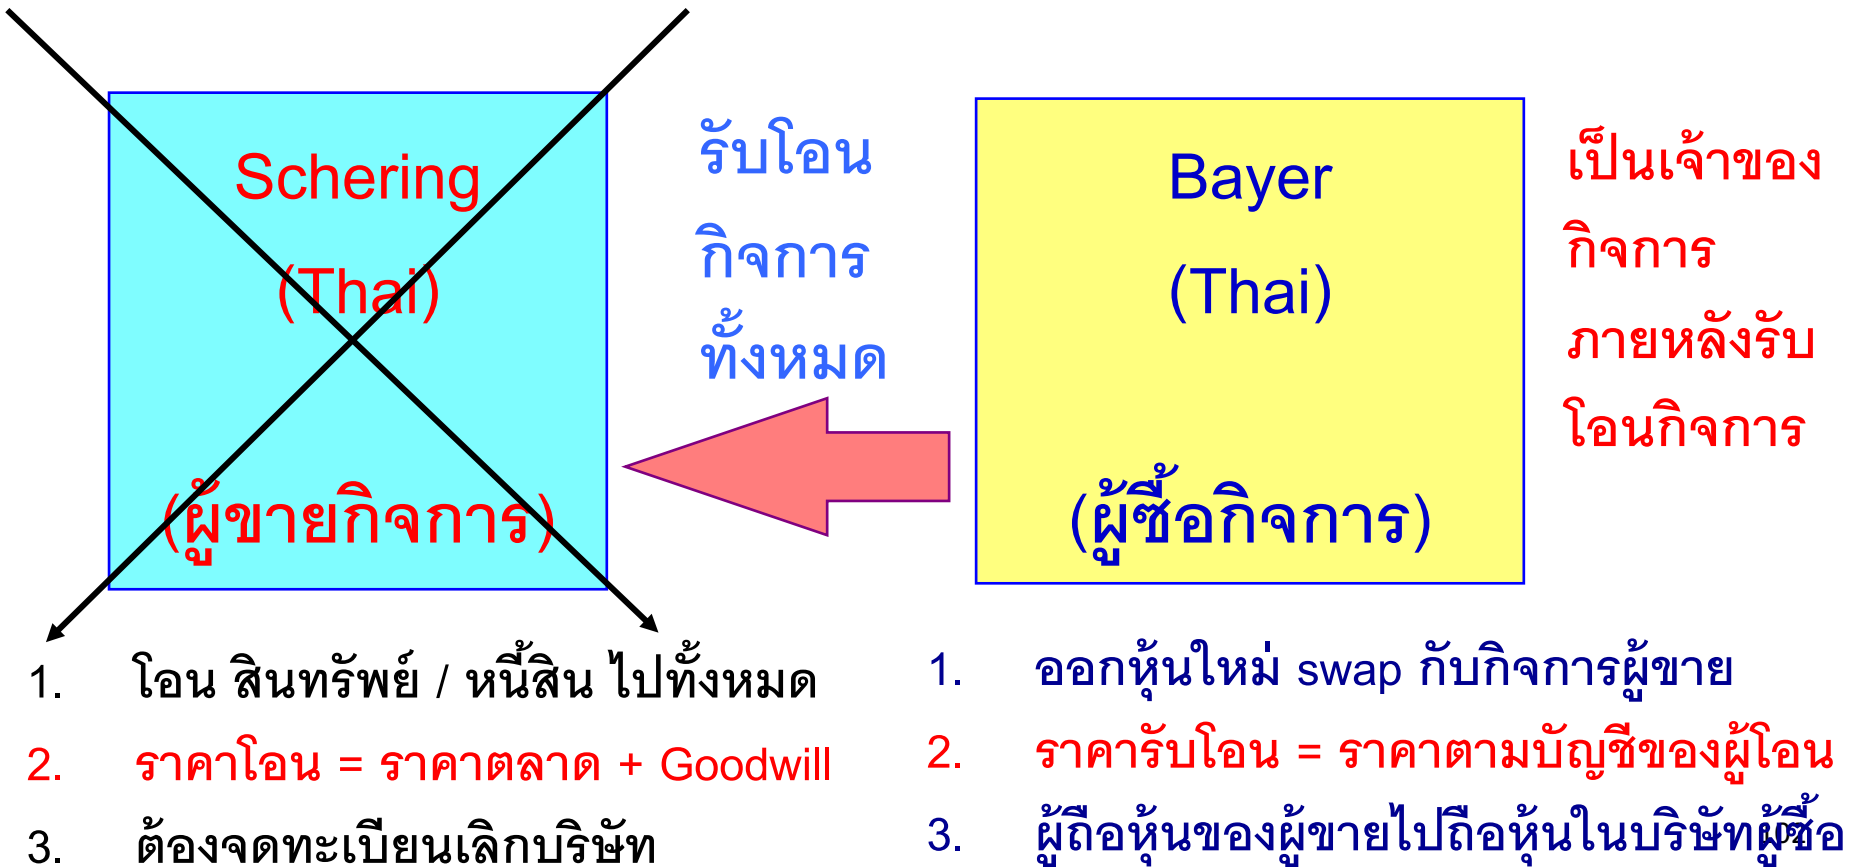 Schering
(Thai)
(ผู้ขายกิจการ)
รับโอน
กิจการ
ทั้งหมด
Bayer
(Thai)
(ผู้ซื้อกิจการ)
เป็นเจ้าของ
กิจการ
ภายหลังรับ
โอนกิจการ
1. โอน สินทรัพย์ / หนี้สิน ไปทั้งหมด
2. ราคาโอน = ราคาตลาด + Goodwill
3. ต้องจดทะเบียนเลิกบริษัท
1. ออกหุ้นใหม่ swap กับกิจการผู้ขาย
2. ราคารับโอน = ราคาตามบัญชีของผู้โอน
3. ผู้ถือหุ้นของผู้ขายไปถือหุ้นในบริษัทผู้ซื้อ